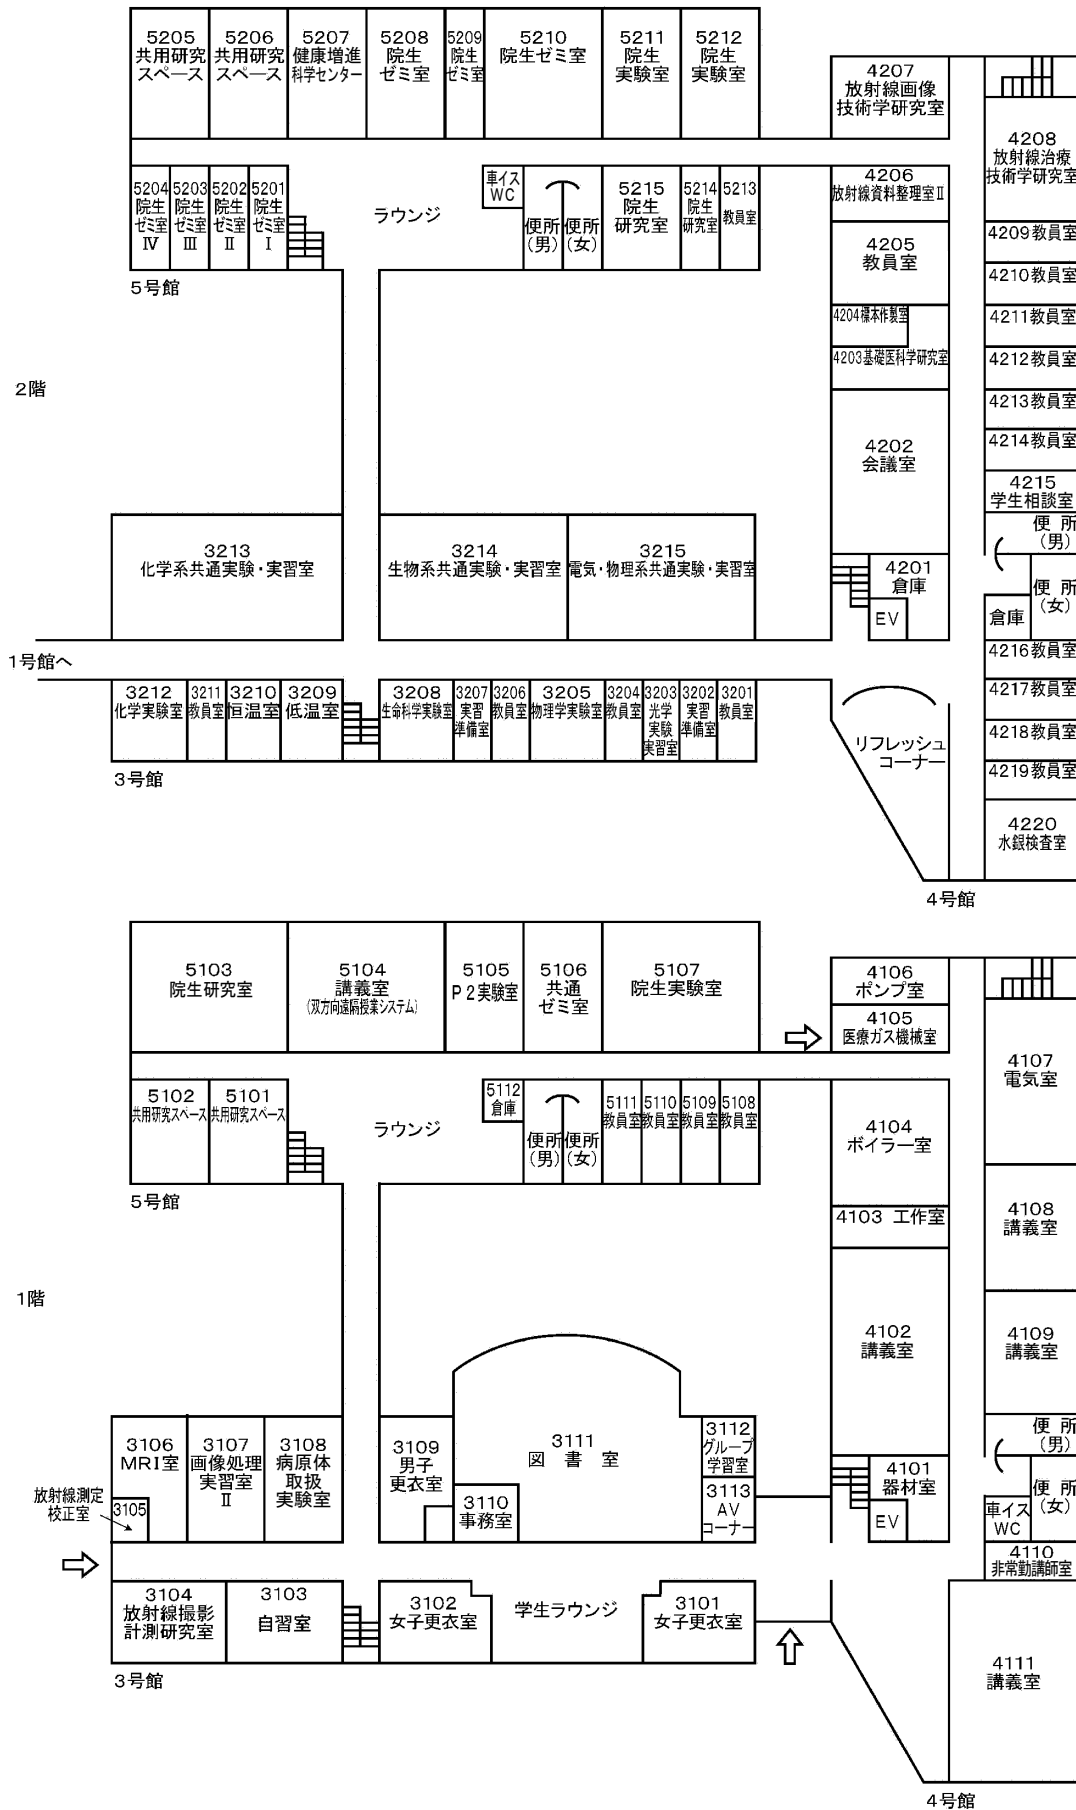 5205
共用研究
スペース
5206
共用研究
スペース
5207
健康増進
科学センター
5208
院生
ゼミ室
5209
院生
ゼミ室
5210
院生ゼミ室
5211
院生
実験室
5212
院生
実験室
4207
放射線画像
技術学研究室
4208
放射線治療
技術学研究室
5204
院生
ゼミ室
Ⅳ
5203
院生
ゼミ室
Ⅲ
5202
院生
ゼミ室
Ⅱ
5201
院生
ゼミ室
Ⅰ
ラウンジ
車イス
WC
便所
(男)
便所
(女)
5215
院生
研究室
5214
院生
研究室
5213
教員室
4206
放射線資料整理室Ⅱ
4205
教員室
4204標本作製室
4203基礎医科学研究室
4209教員室
4210教員室
4211教員室
4212教員室
4213教員室
4214教員室
4215
学生相談室
5号館
2階
4202
会議室
便 所
(男)
便 所
(女)
倉庫
4201
倉庫
EV
3213
化学系共通実験・実習室
3214
生物系共通実験・実習室
3215
電気・物理系共通実験・実習室
1号館へ
4216教員室
4217教員室
4218教員室
4219教員室
4220
水銀検査室
3212
化学実験室
3211
教員室
3210
恒温室
3209
低温室
3208
生命科学実験室
3207
実習
準備室
3206
教員室
3205
物理学実験室
3204
教員室
3203
光学
実験
実習室
3202
実習
準備室
3201
教員室
リフレッシュ
コーナー
3号館
4号館
5103
院生研究室
5104
講義室
(双方向遠隔授業システム)
5105
P2実験室
5106
共通
ゼミ室
5107
院生実験室
4106
ポンプ室
4105
医療ガス機械室
4107
電気室
5102
共用研究スペース
5101
共用研究スペース
ラウンジ
5112
倉庫
便所
(男)
便所
(女)
5111
教員室
5110
教員室
5109
教員室
5108
教員室
4104
ボイラー室
4103 工作室
4108
講義室
5号館
1階
4102
講義室
4109
講義室
便 所
(男)
便 所
(女)
車イス
WC
4101
器材室
EV
3106
MRI室
3107
画像処理
実習室
Ⅱ
3108
病原体
取扱
実験室
3109
男子
更衣室
3111
図 書 室
3110
事務室
3112
グループ
学習室
3113
AV
コーナー
放射線測定
校正室
3105
4110
非常勤講師室
3104
放射線撮影
計測研究室
3103
自習室
3102
女子更衣室
学生ラウンジ
3101
女子更衣室
4111
講義室
3号館
4号館